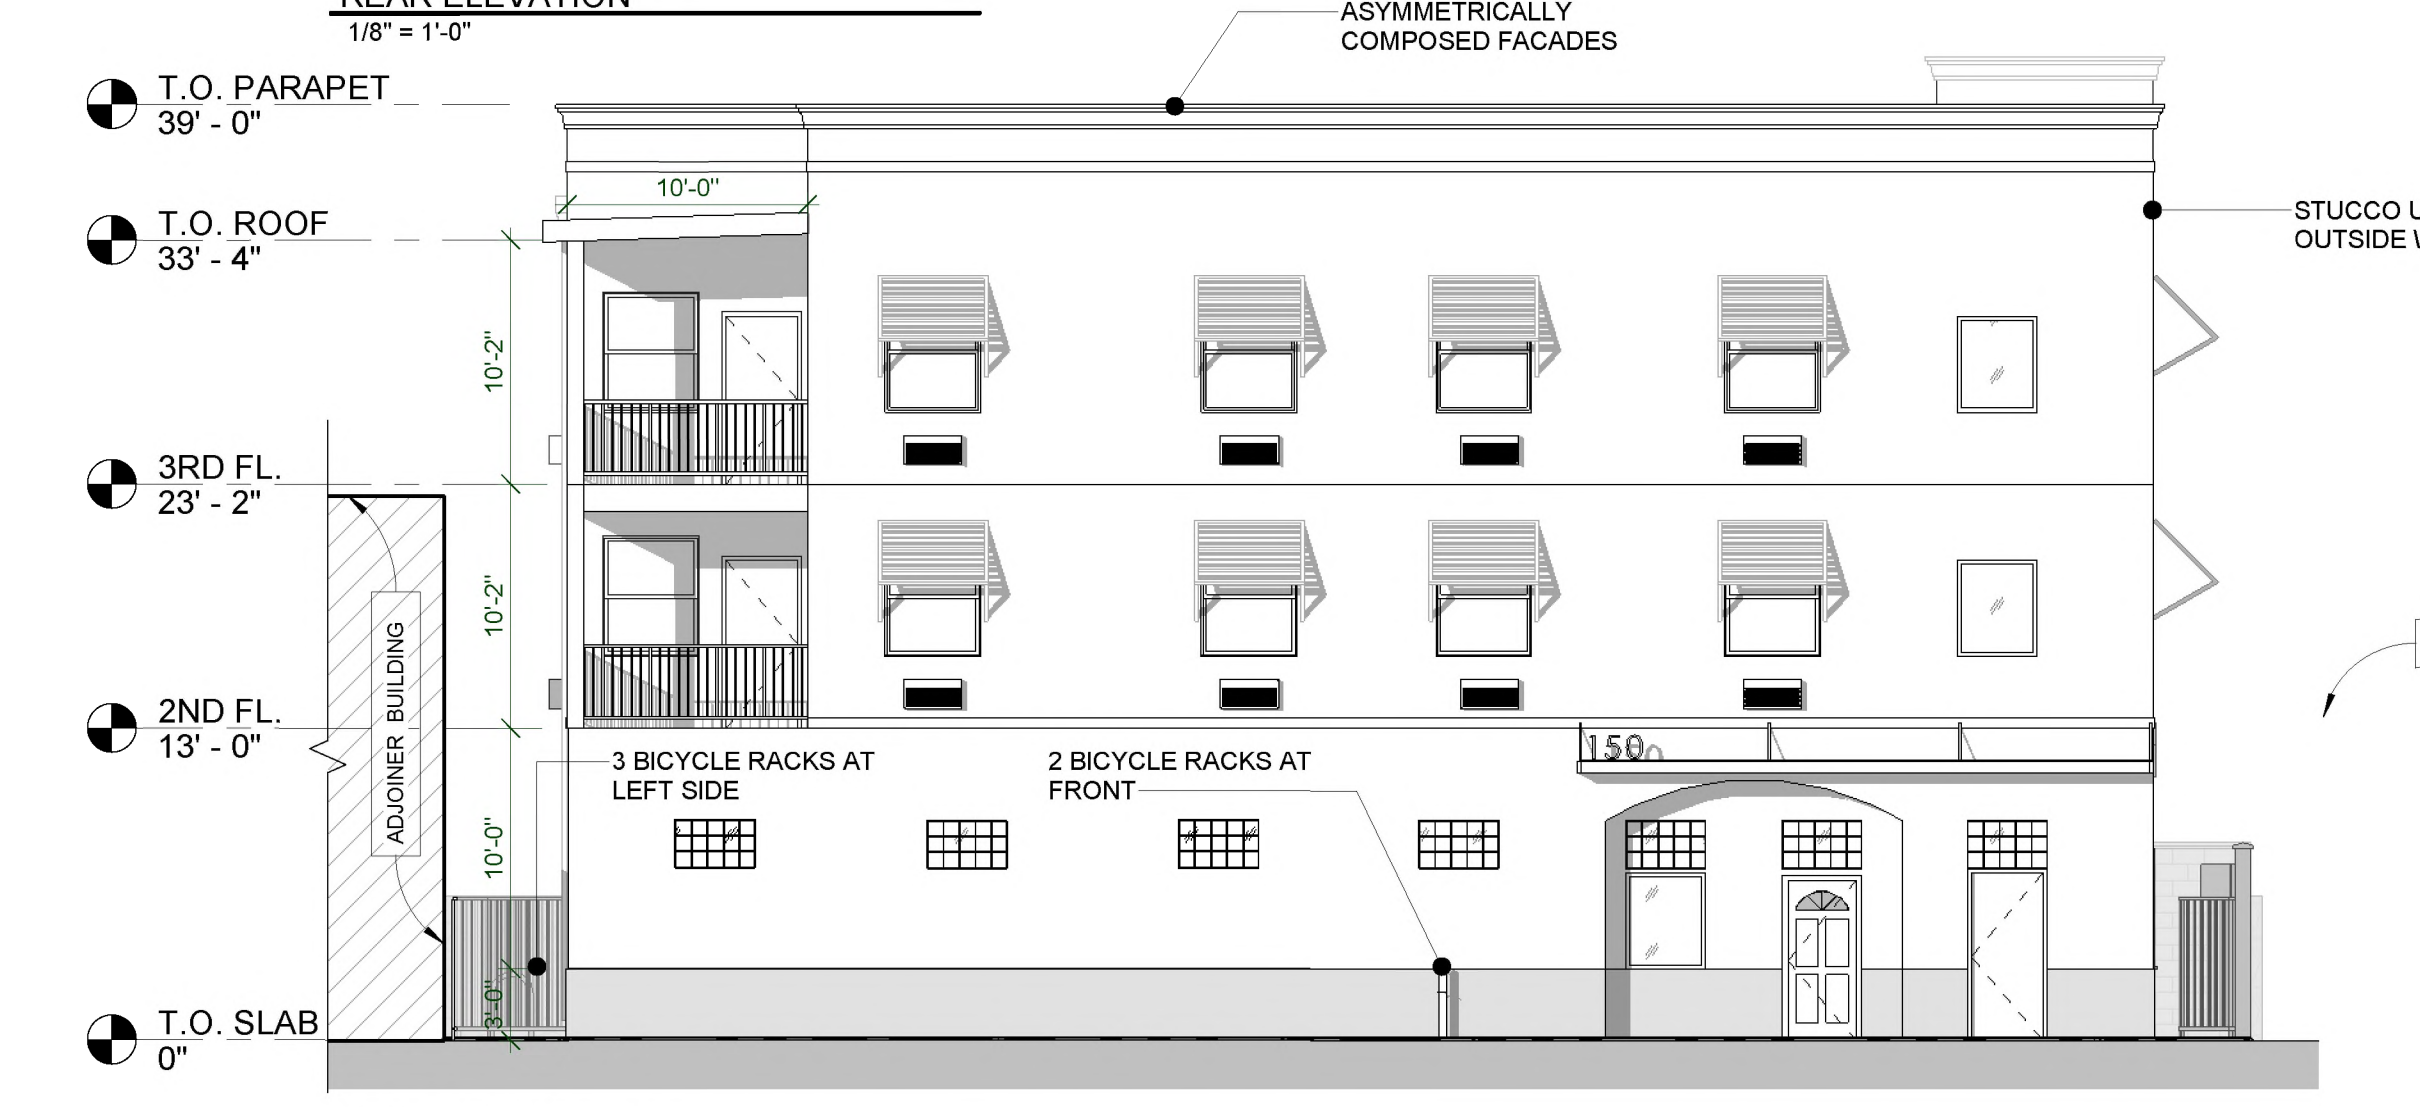 REAR ELEVATION
1/8" = 1'-0"
ASYMMETRICALLY
COMPOSED FACADES
T.O. PARAPET
39' - 0"
10'-0"
T.O. ROOF
33' - 4"
STUCCO
OUTSIDE
10'-2"
3RD FL.
23' - 2"
10'-2"
ADJOINER BUILDING
2ND FL.
13' - 0"
150
3 BICYCLE RACKS AT
LEFT SIDE
2 BICYCLE RACKS AT
FRONT
10'-0"
3'-0"
T.O. SLAB
0"